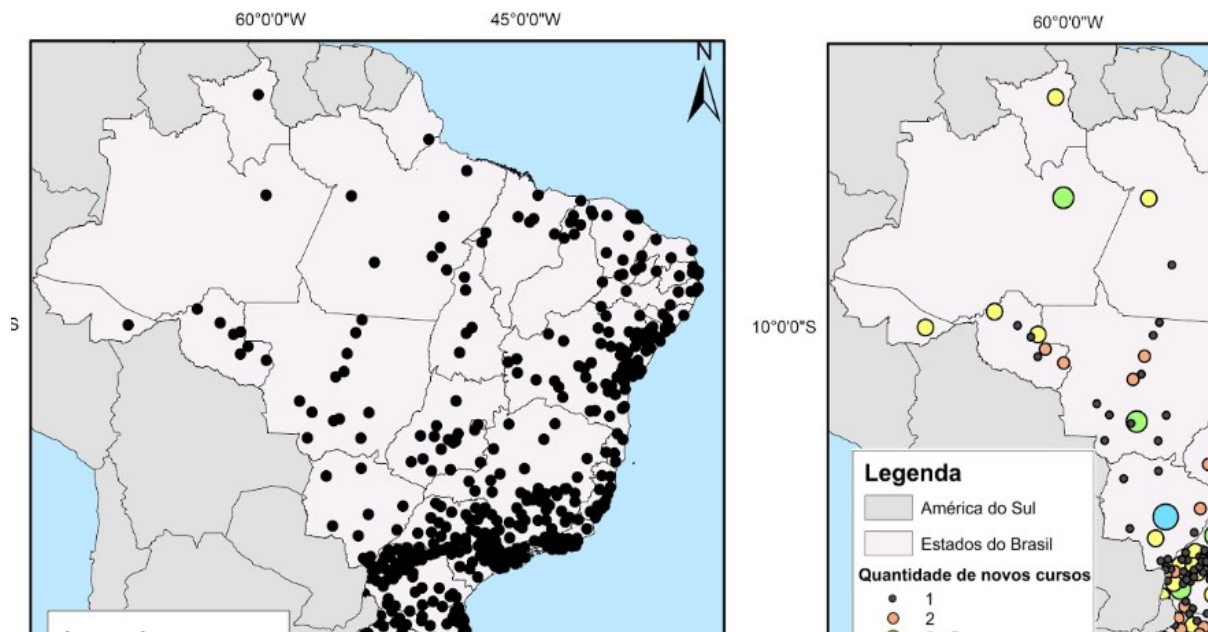 60°0'0"W
45°0'0"W
N
S
60°0'0"W
10°0'0"S
Legenda
América do Sul
Estados do Brasil
Quantidade de novos cursos
1
2